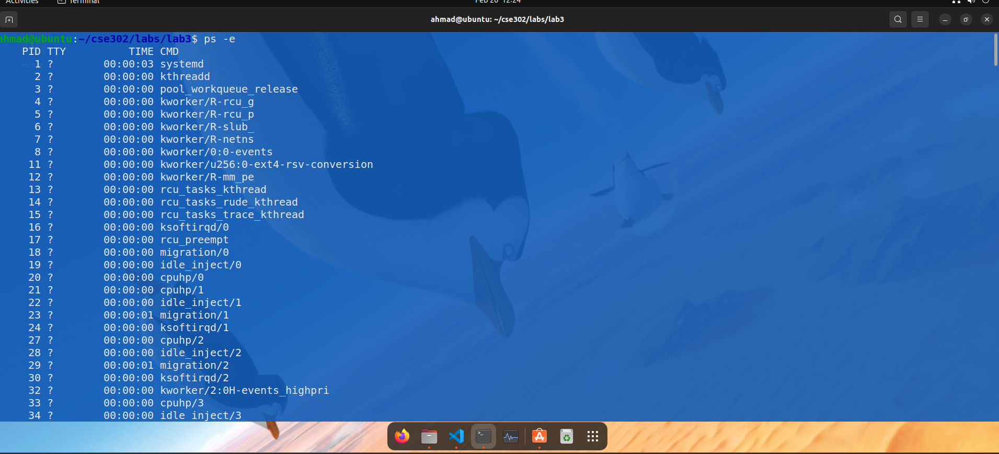 Activities Terminal Feb 20 12:24
ahmad@ubuntu: ~/cse302/labs/lab3
ahmad@ubuntu:~/cse302/labs/lab3$ ps -e
PID TTY TIME CMD
Home
1 ? 00:00:03 systemd
2 ? 00:00:00 kthreadd
3 ? 00:00:00 pool_workqueue_release
4 ? 00:00:00 kworker/R-rcu_g
5 ? 00:00:00 kworker/R-rcu_p
6 ? 00:00:00 kworker/R-slub_
7 ? 00:00:00 kworker/R-netns
8 ? 00:00:00 kworker/0:0-events
11 ? 00:00:00 kworker/u256:0-ext4-rsv-conversion
12 ? 00:00:00 kworker/R-mm_pe
13 ? 00:00:00 rcu_tasks_kthread
14 ? 00:00:00 rcu_tasks_rude_kthread
15 ? 00:00:00 rcu_tasks_trace_kthread
16 ? 00:00:00 ksoftirqd/0
17 ? 00:00:00 rcu_preempt
18 ? 00:00:00 migration/0
19 ? 00:00:00 idle_inject/0
20 ? 00:00:00 cpuhp/0
21 ? 00:00:00 cpuhp/1
22 ? 00:00:00 idle_inject/1
23 ? 00:00:01 migration/1
24 ? 00:00:00 ksoftirqd/1
27 ? 00:00:00 cpuhp/2
28 ? 00:00:00 idle_inject/2
29 ? 00:00:01 migration/2
30 ? 00:00:00 ksoftirqd/2
32 ? 00:00:00 kworker/2:0H-events_highpri
33 ? 00:00:00 cpuhp/3
34 ? 00:00:00 idle_inject/3